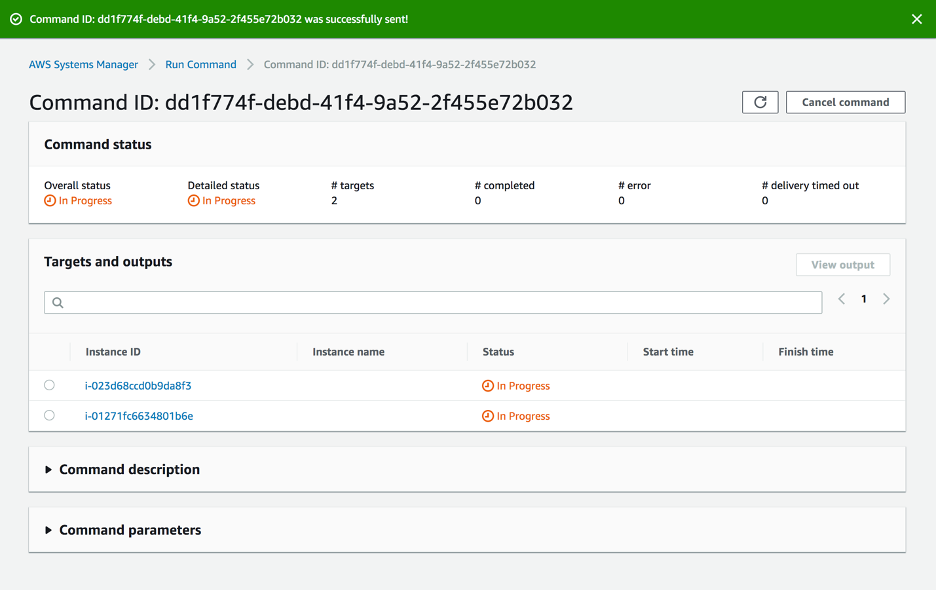 Command ID: dd1f774f-debd-41f4-9a52-2f455e72b032 was successfully sent!
AWS Systems Manager > Run Command > Command ID: dd1f774f-debd-41f4-9a52-2f455e72b032
Command ID: dd1f774f-debd-41f4-9a52-2f455e72b032 Cancel command
Command status
Overall status Detailed status # targets # completed # error # delivery timed out
In Progress In Progress 2 0 0 0
Targets and outputs View output
1
Instance ID Instance name Status Start time Finish time
i-023d68ccd0b9da8f3 In Progress
i-01271fc6634801b6e In Progress
Command description
Command parameters